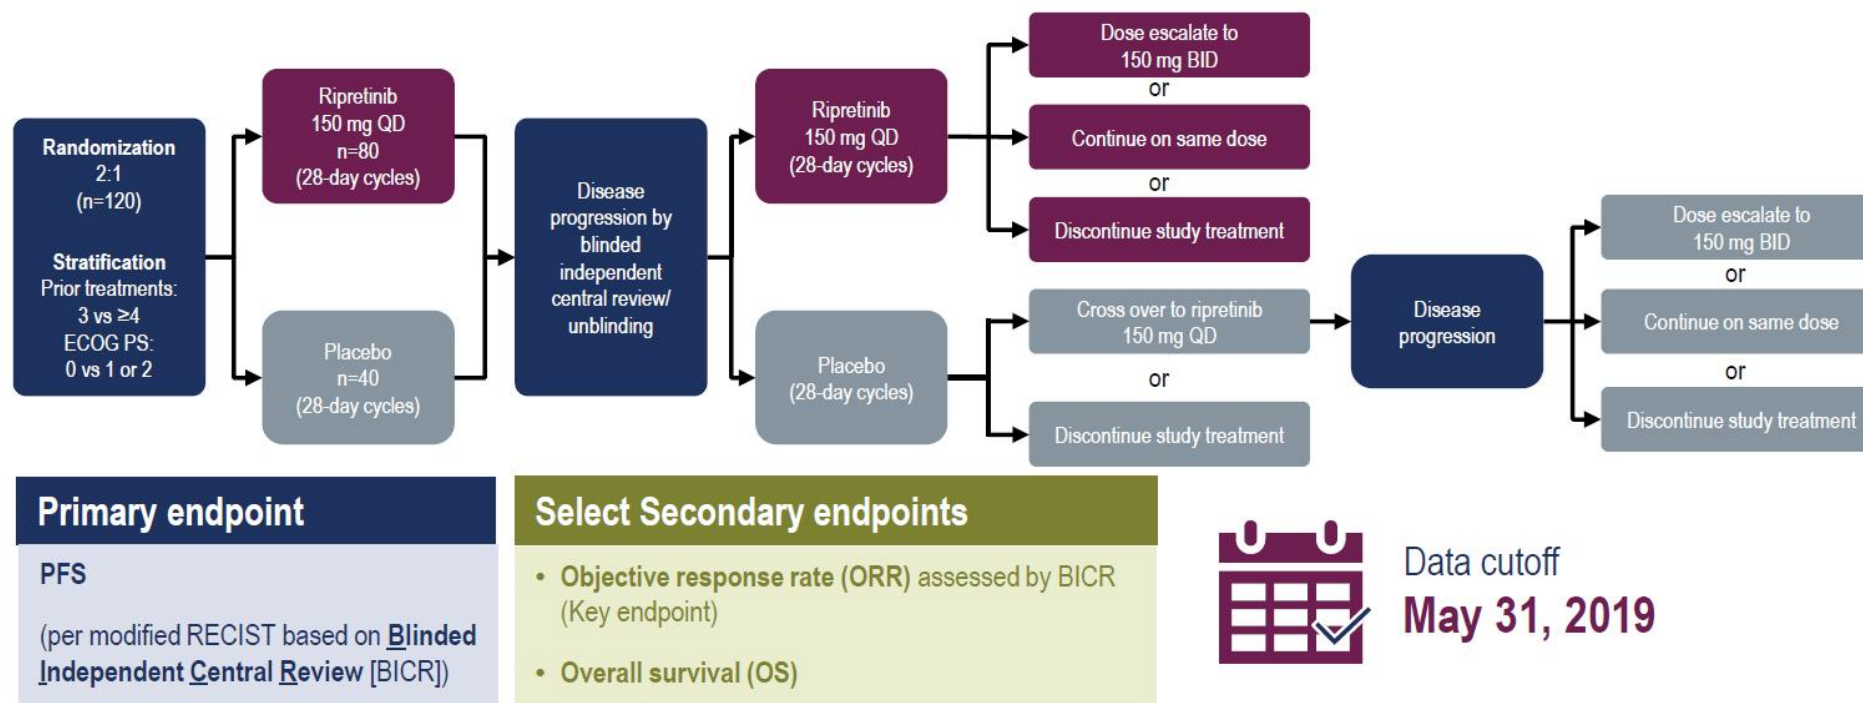 Randomization
2:1
(n=120)
Stratification
Prior treatments:
3 vs ≥4
ECOG PS:
0 vs 1 or 2
Ripretinib
150 mg QD
n=80
(28-day cycles)
Placebo
n=40
(28-day cycles)
Disease
progression by
blinded
independent
central review/
unblinding
Ripretinib
150 mg QD
(28-day cycles)
Placebo
(28-day cycles)
Dose escalate to
150 mg BID
or
Continue on same dose
or
Discontinue study treatment
Cross over to ripretinib
150 mg QD
or
Discontinue study treatment
Disease
progression
Dose escalate to
150 mg BID
or
Continue on same dose
or
Discontinue study treatment
Primary endpoint
PFS
(per modified RECIST based on Blinded
Independent Central Review [BICR])
Select Secondary endpoints
• Objective response rate (ORR) assessed by BICR
(Key endpoint)
• Overall survival (OS)
Data cutoff
May 31, 2019